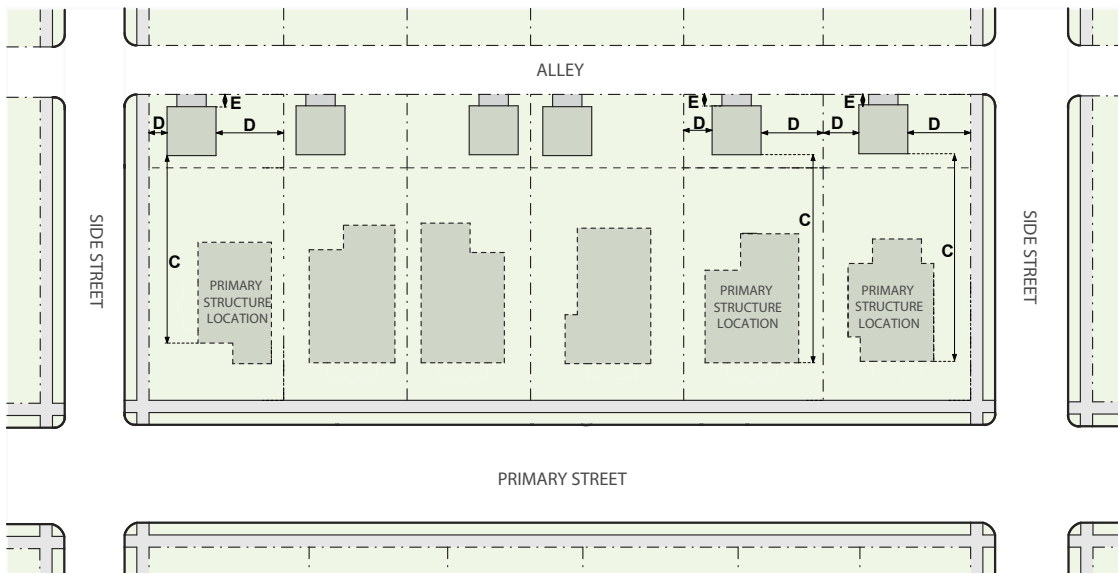 ALLEY
E
E
E
D
D
D
D
D
D
C
C
C
SIDE STREET
SIDE STREET
PRIMARY
STRUCTURE
LOCATION
PRIMARY
STRUCTURE
LOCATION
PRIMARY
STRUCTURE
LOCATION
PRIMARY STREET